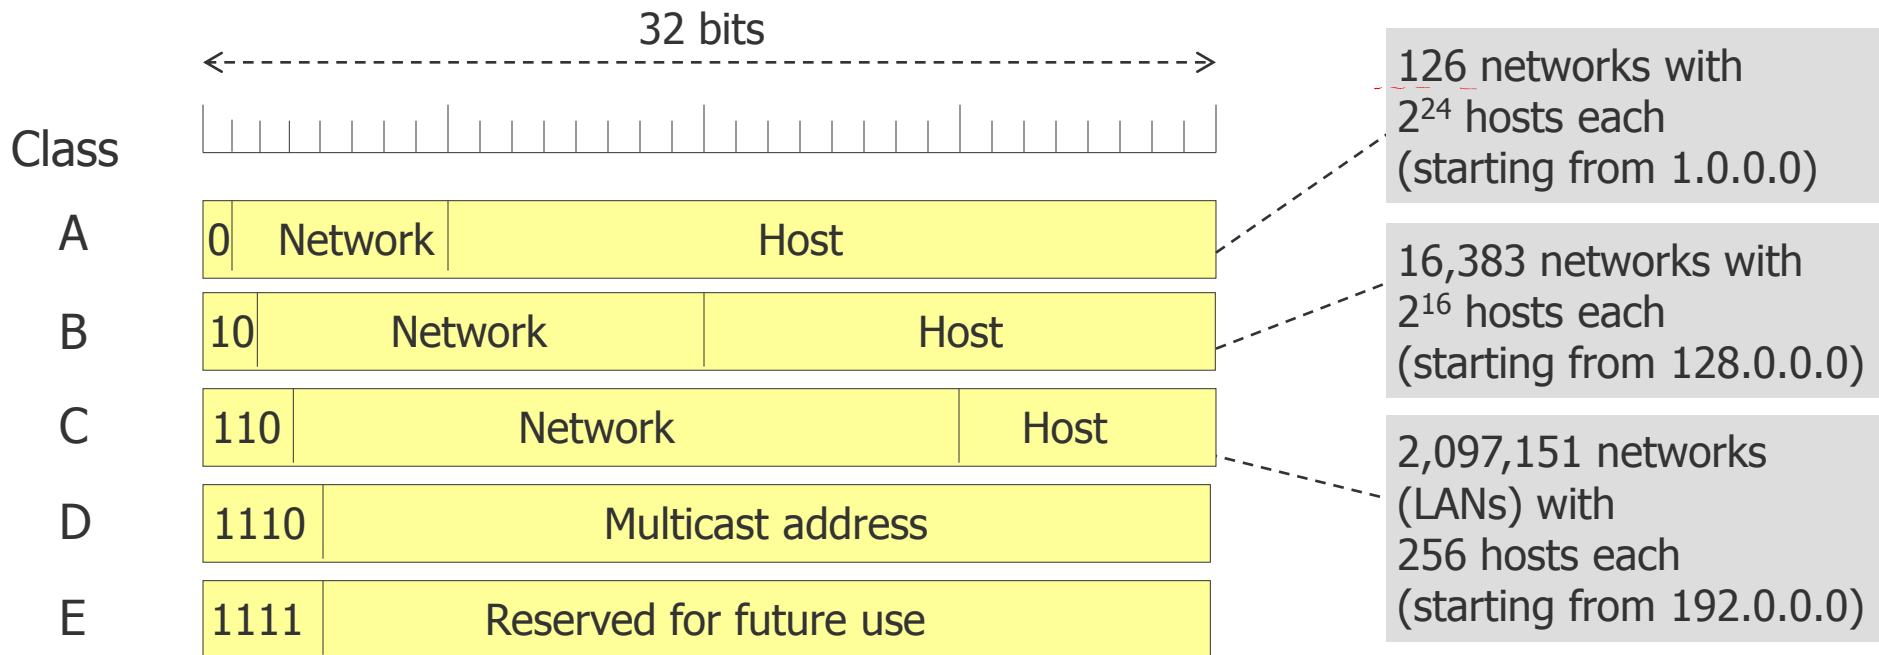 32 bits
Class
A
0 Network Host
B
10 Network Host
C
110 Network Host
D
1110 Multicast address
E
1111 Reserved for future use
126 networks with
2²⁴ hosts each
(starting from 1.0.0.0)
16,383 networks with
2¹⁶ hosts each
(starting from 128.0.0.0)
2,097,151 networks
(LANs) with
256 hosts each
(starting from 192.0.0.0)